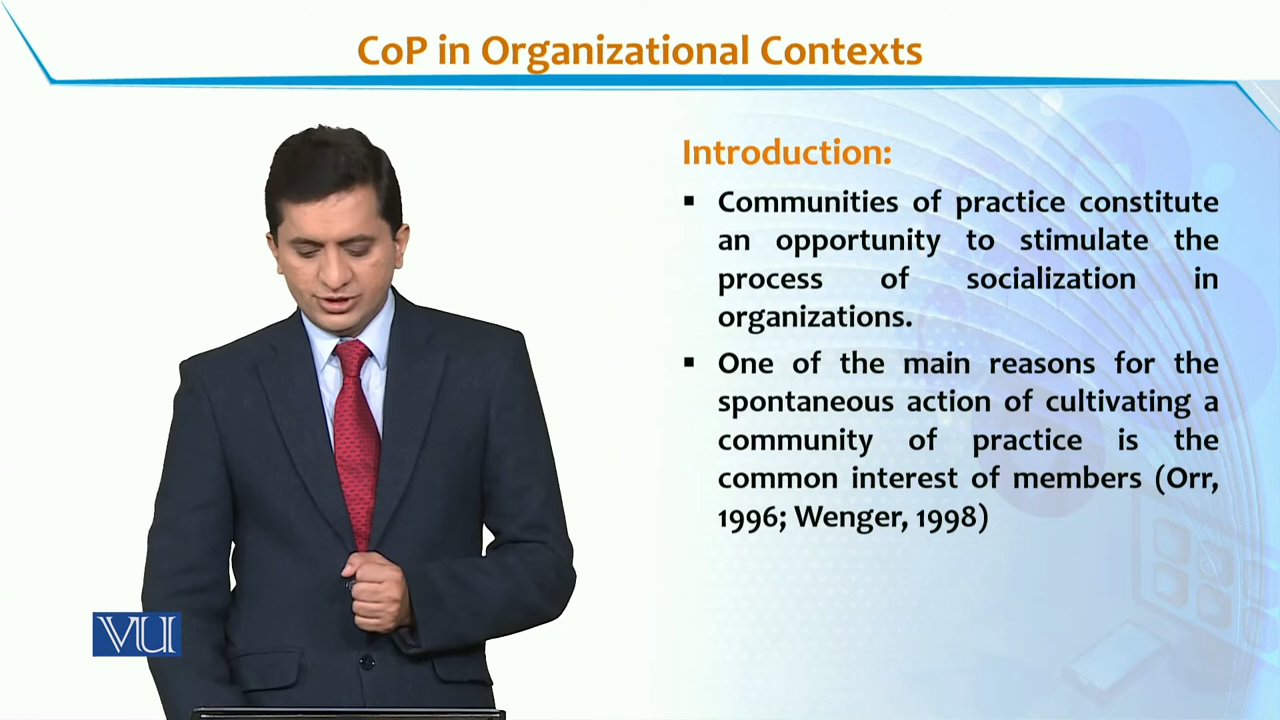 CoP in Organizational Contexts
Introduction:
▪ Communities of practice constitute
an opportunity to stimulate the
process of socialization in
organizations.
▪ One of the main reasons for the
spontaneous action of cultivating a
community of practice is the
common interest of members (Orr,
1996; Wenger, 1998)
VU